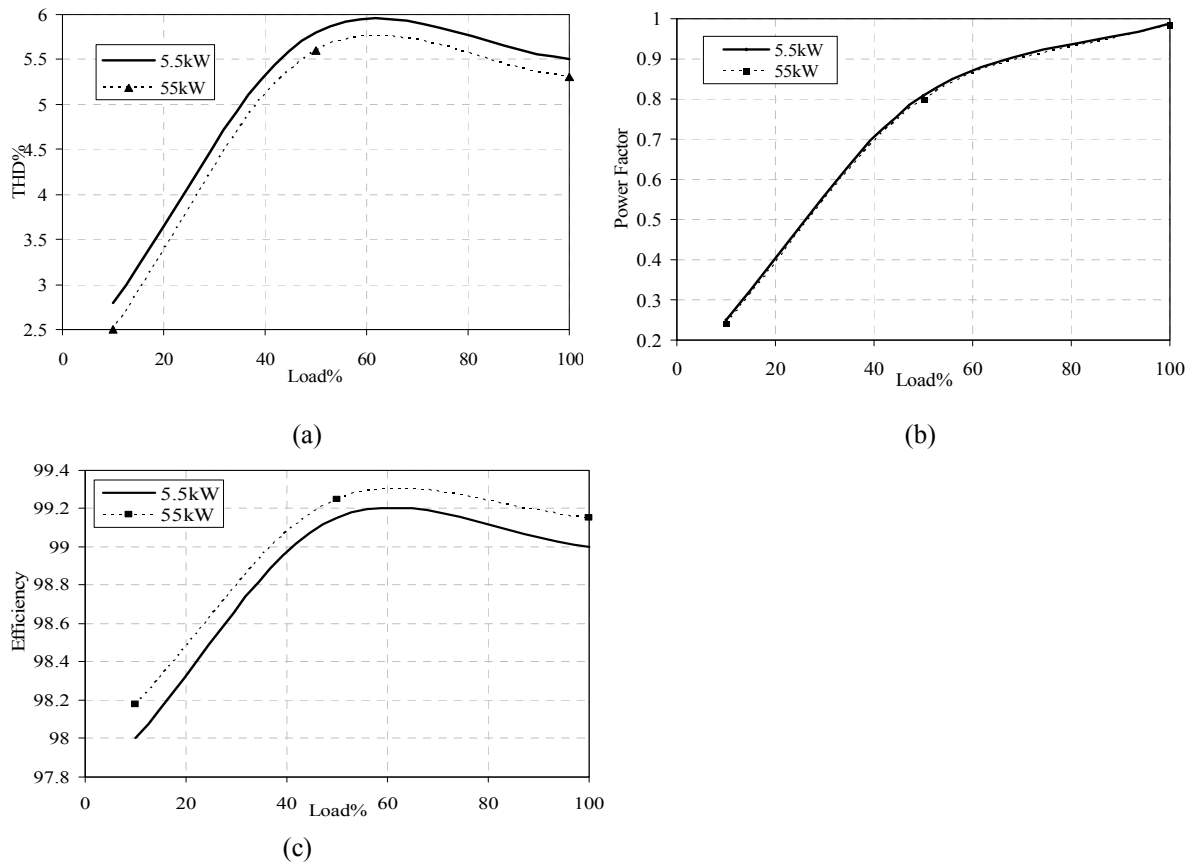 6
5.5
5
4.5
4
3.5
3
2.5
THD%
5.5kW
55kW
0 20 40 60 80 100
Load%
(a)
1
0.9
0.8
0.7
0.6
0.5
0.4
0.3
0.2
Power Factor
5.5kW
55kW
0 20 40 60 80 100
Load%
(b)
99.4
99.2
99
98.8
98.6
98.4
98.2
98
97.8
Efficiency
5.5kW
55kW
0 20 40 60 80 100
Load%
(c)